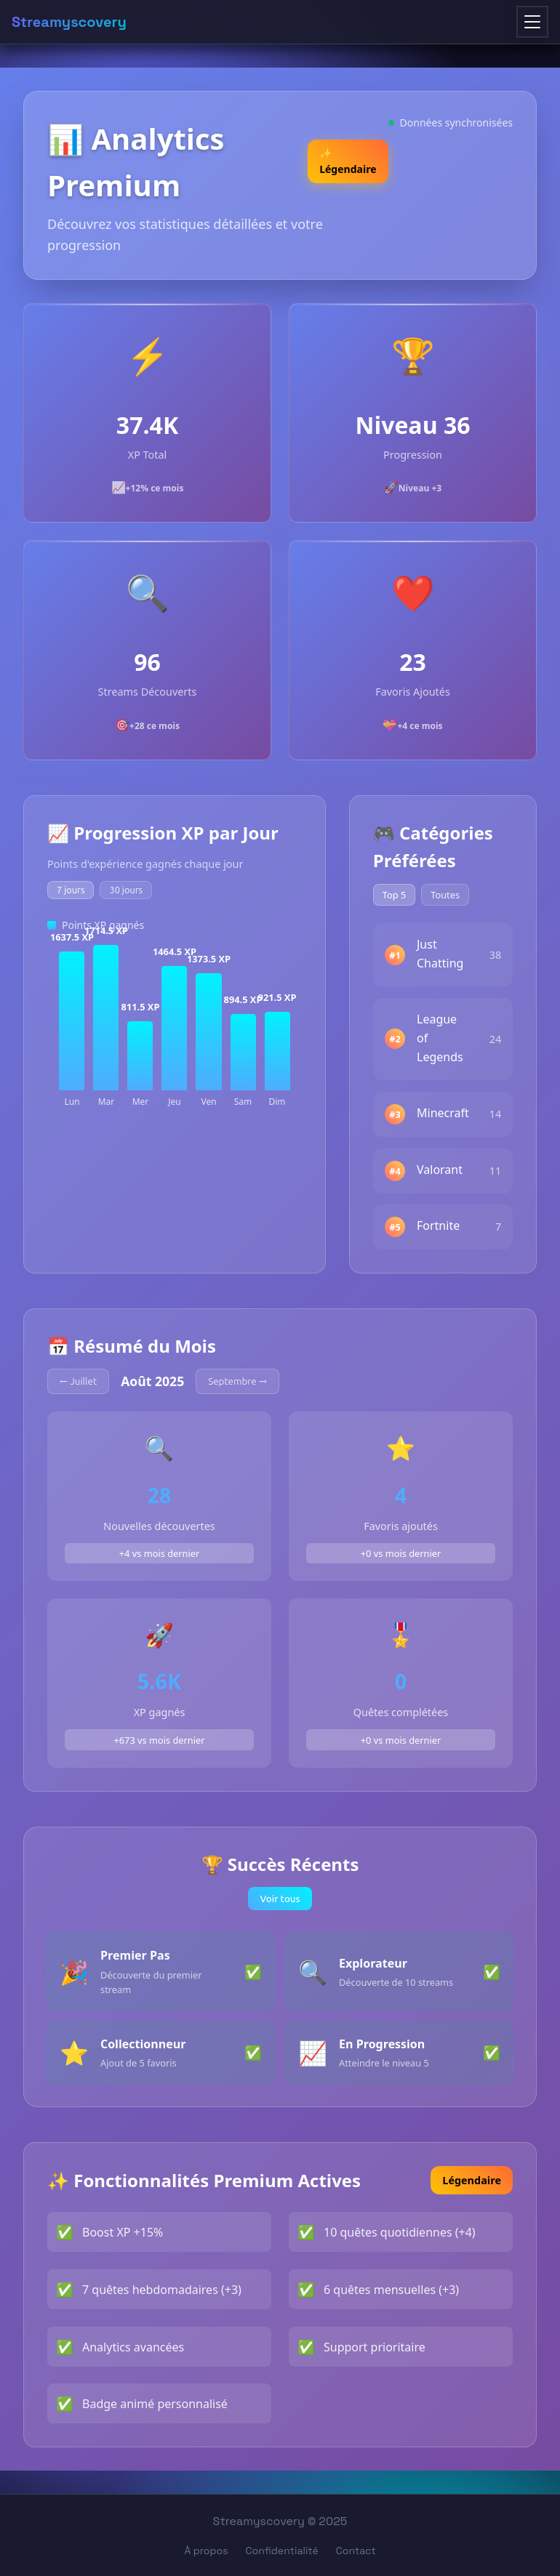 Streamyscovery
📊 Analytics
Premium
Découvrez vos statistiques détaillées et votre
progression
Données synchronisées
✨
Légendaire
37.4K
XP Total
📈+12% ce mois
Niveau 36
Progression
🚀Niveau +3
96
Streams Découverts
🎯+28 ce mois
23
Favoris Ajoutés
💝+4 ce mois
📈 Progression XP par Jour
Points d'expérience gagnés chaque jour
7 jours
30 jours
Points XP gagnés
1637.5 XP
1714.5 XP
811.5 XP
1464.5 XP
1373.5 XP
894.5 XP
921.5 XP
Lun
Mar
Mer
Jeu
Ven
Sam
Dim
🎮 Catégories
Préférées
Top 5
Toutes
#1
Just
Chatting
38
#2
League
of
Legends
24
#3
Minecraft
14
#4
Valorant
11
#5
Fortnite
7
📅 Résumé du Mois
← Juillet
Août 2025
Septembre →
28
Nouvelles découvertes
+4 vs mois dernier
4
Favoris ajoutés
+0 vs mois dernier
5.6K
XP gagnés
+673 vs mois dernier
0
Quêtes complétées
+0 vs mois dernier
🏆 Succès Récents
Voir tous
Premier Pas
Découverte du premier
stream
Explorateur
Découverte de 10 streams
Collectionneur
Ajout de 5 favoris
En Progression
Atteindre le niveau 5
✨ Fonctionnalités Premium Actives
Légendaire
✅ Boost XP +15%
✅ 10 quêtes quotidiennes (+4)
✅ 7 quêtes hebdomadaires (+3)
✅ 6 quêtes mensuelles (+3)
✅ Analytics avancées
✅ Support prioritaire
✅ Badge animé personnalisé
Streamyscovery © 2025
À propos
Confidentialité
Contact